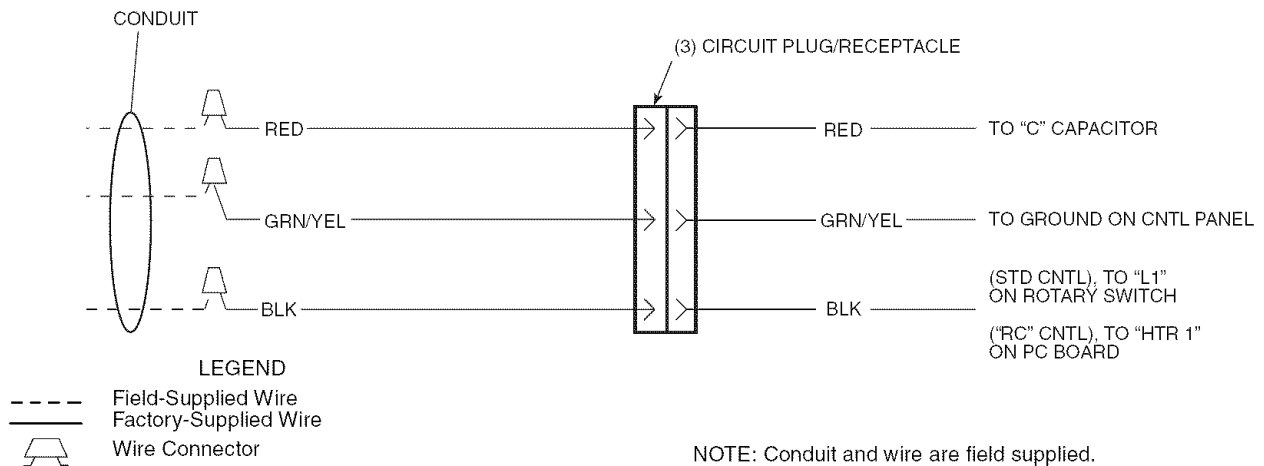 CONDUIT
(3) CIRCUIT PLUG/RECEPTACLE
RED
RED
TO “C” CAPACITOR
GRN/YEL
GRN/YEL
TO GROUND ON CNTL PANEL
BLK
BLK
(STD CNTL), TO “L1”
ON ROTARY SWITCH
(“RC” CNTL), TO “HTR 1”
ON PC BOARD
LEGEND
Field-Supplied Wire
Factory-Supplied Wire
Wire Connector
NOTE: Conduit and wire are field supplied.